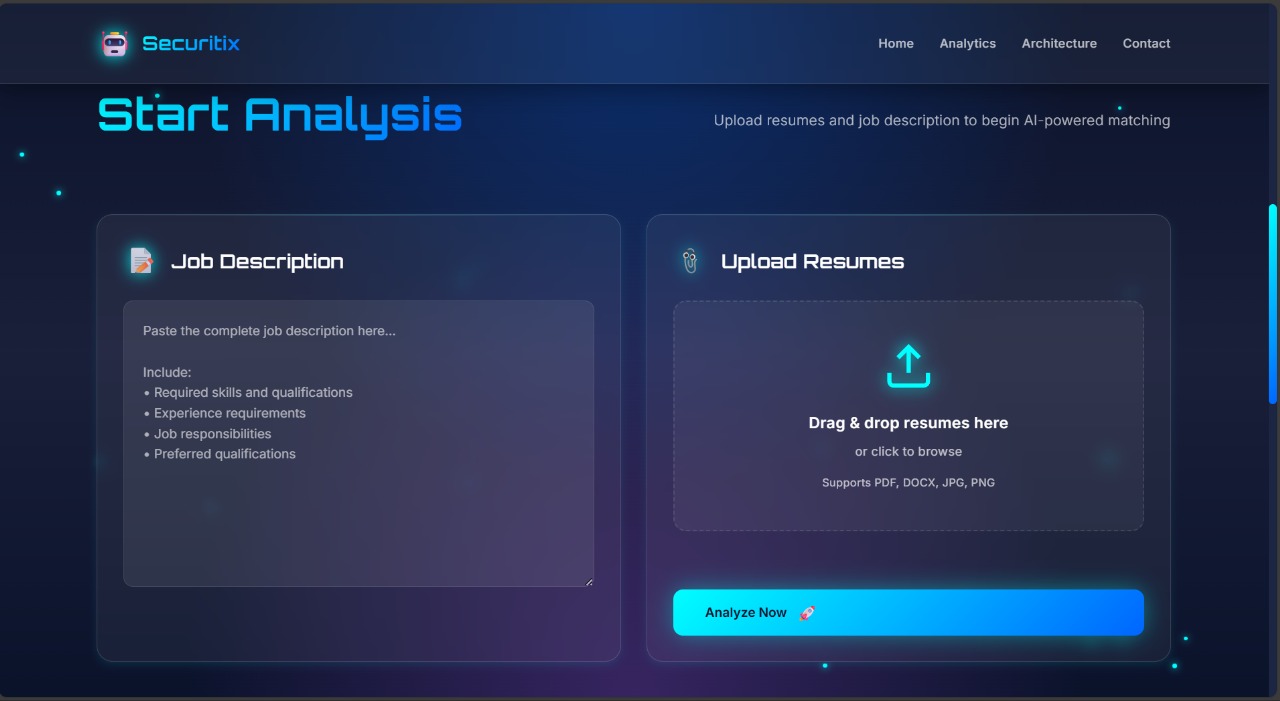 Securitix
Home Analytics Architecture Contact
Start Analysis
Upload resumes and job description to begin AI-powered matching
Job Description
Paste the complete job description here...
Include:
• Required skills and qualifications
• Experience requirements
• Job responsibilities
• Preferred qualifications
Upload Resumes
Drag & drop resumes here
or click to browse
Supports PDF, DOCX, JPG, PNG
Analyze Now